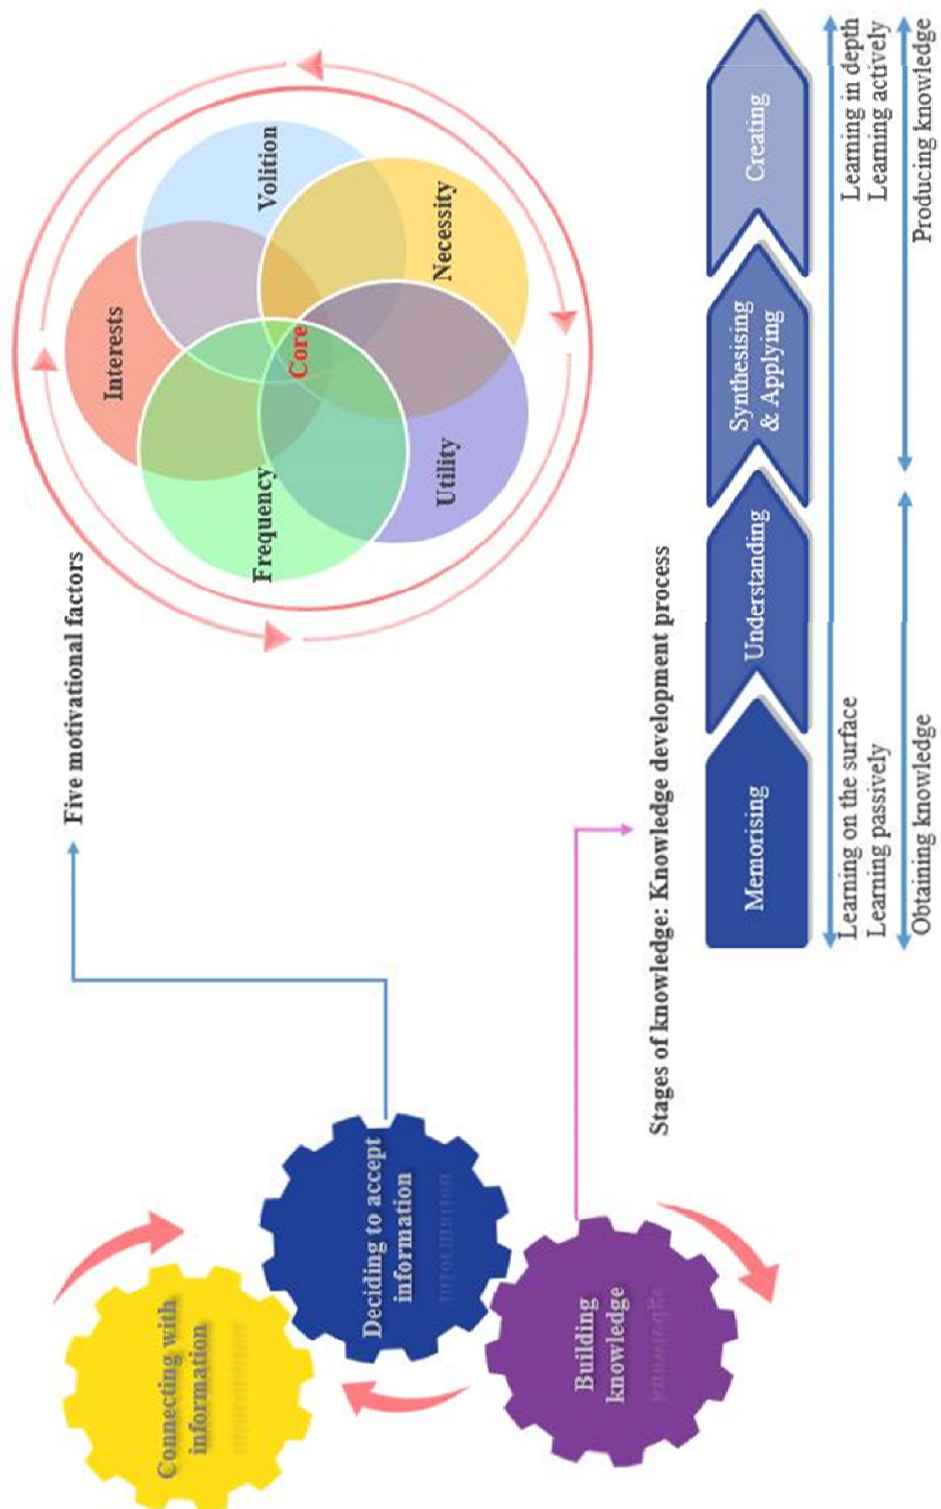 Connecting with
information
Deciding to accept
information
Building
knowledge
Five motivational factors
Interests
Volition
Necessity
Utility
Frequency
Core
Stages of knowledge: Knowledge development process
Memorising
Understanding
Synthesising
& Applying
Creating
Learning on the surface
Learning passively
Learning in depth
Learning actively
Obtaining knowledge
Producing knowledge